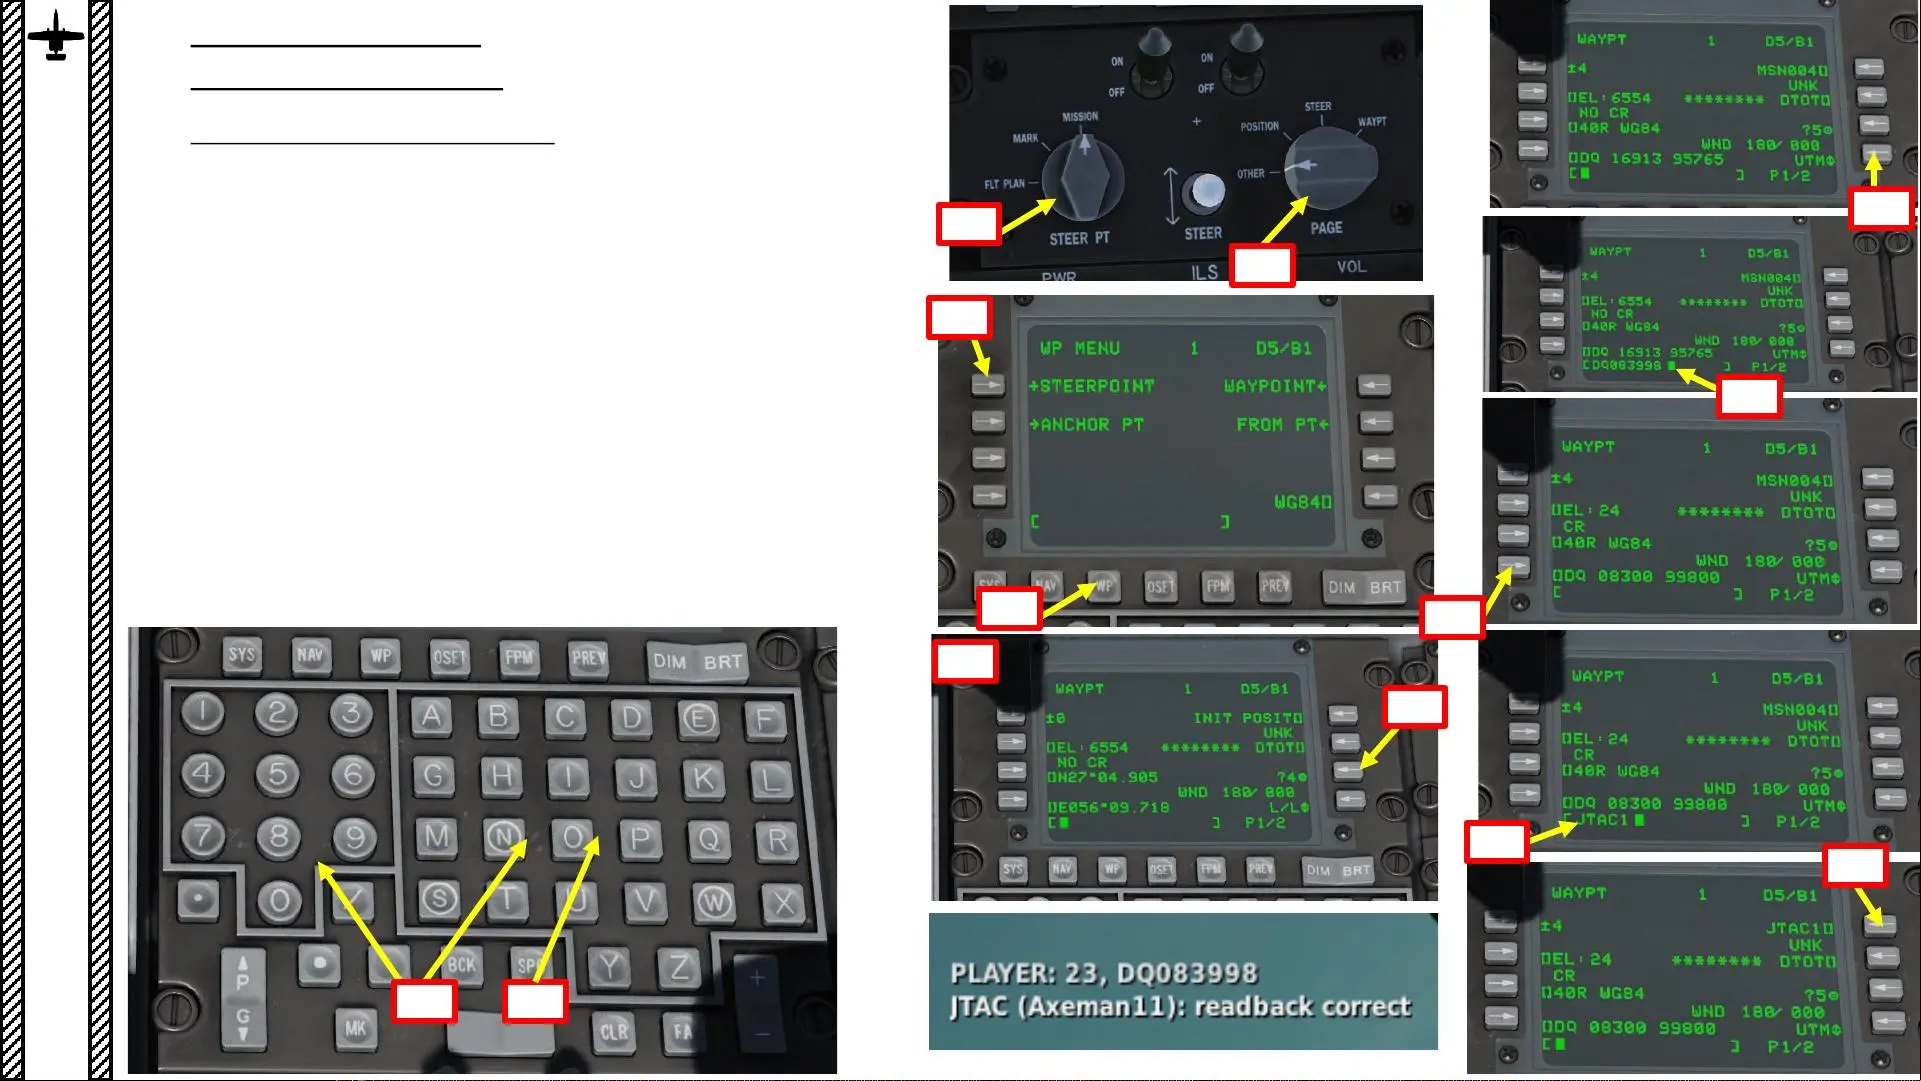 ON
OFF
ON
OFF
MISSION
MARK
FLT PLAN
STEER PT
STEER
POSITION
STEER
WAYPT
OTHER
PAGE
PWR
ILS
VOL
WP MENU 1 D5/B1
→STEERPOINT WAYPOINT←
→ANCHOR PT FROM PT←
WG84[]
[ ]
SYS NAV WP OSET FPM PREV DIM BRT
WAYPT 1 D5/B1
±0 INIT POSIT[]
UNK
[]EL:6554 ******** DTOT[]
NO CR
[]N27°04.905 ?4⊕
WND 180/ 000
[]E056°09.718 L/L⊕
[ ] P1/2
SYS NAV WP OSET FPM PREV DIM BRT
PLAYER: 23, DQ083998
JTAC (Axeman11): readback correct
SYS NAV WP OSET FPM PREV DIM BRT
1 2 3 A B C D E F
4 5 6 G H I J K L
7 8 9 M N O P Q R
0 / S T U V W X
BCK SPC Y Z
P
G
MK CLR FA
+
−
WAYPT 1 D5/B1
±4 MSN004[]
UNK
[]EL:6554 ******** DTOT[]
NO CR
[]40R WG84 ?5⊕
WND 180/ 000
[]DQ 16913 95765 UTM⊕
[ ] P1/2
WAYPT 1 D5/B1
±4 MSN004[]
UNK
[]EL:6554 ******** DTOT[]
NO CR
[]40R WG84 ?5⊕
WND 180/ 000
[]DQ 16913 95765 UTM⊕
[DQ083998 ] P1/2
WAYPT 1 D5/B1
±4 MSN004[]
UNK
[]EL:24 ******** DTOT[]
CR
[]40R WG84 ?5⊕
WND 180/ 000
[]DQ 08300 99800 UTM⊕
[ ] P1/2
WAYPT 1 D5/B1
±4 MSN004[]
UNK
[]EL:24 ******** DTOT[]
CR
[]40R WG84 ?5⊕
WND 180/ 000
[]DQ 08300 99800 UTM⊕
[JTAC1 ] P1/2
WAYPT 1 D5/B1
±4 JTAC1[]
UNK
[]EL:24 ******** DTOT[]
CR
[]40R WG84 ?5⊕
WND 180/ 000
[]DQ 08300 99800 UTM⊕
[ ] P1/2